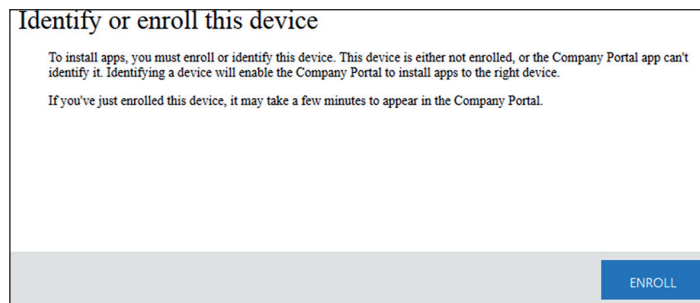 Identify or enroll this device
To install apps, you must enroll or identify this device. This device is either not enrolled, or the Company Portal app can't
identify it. Identifying a device will enable the Company Portal to install apps to the right device.
If you've just enrolled this device, it may take a few minutes to appear in the Company Portal.
ENROLL